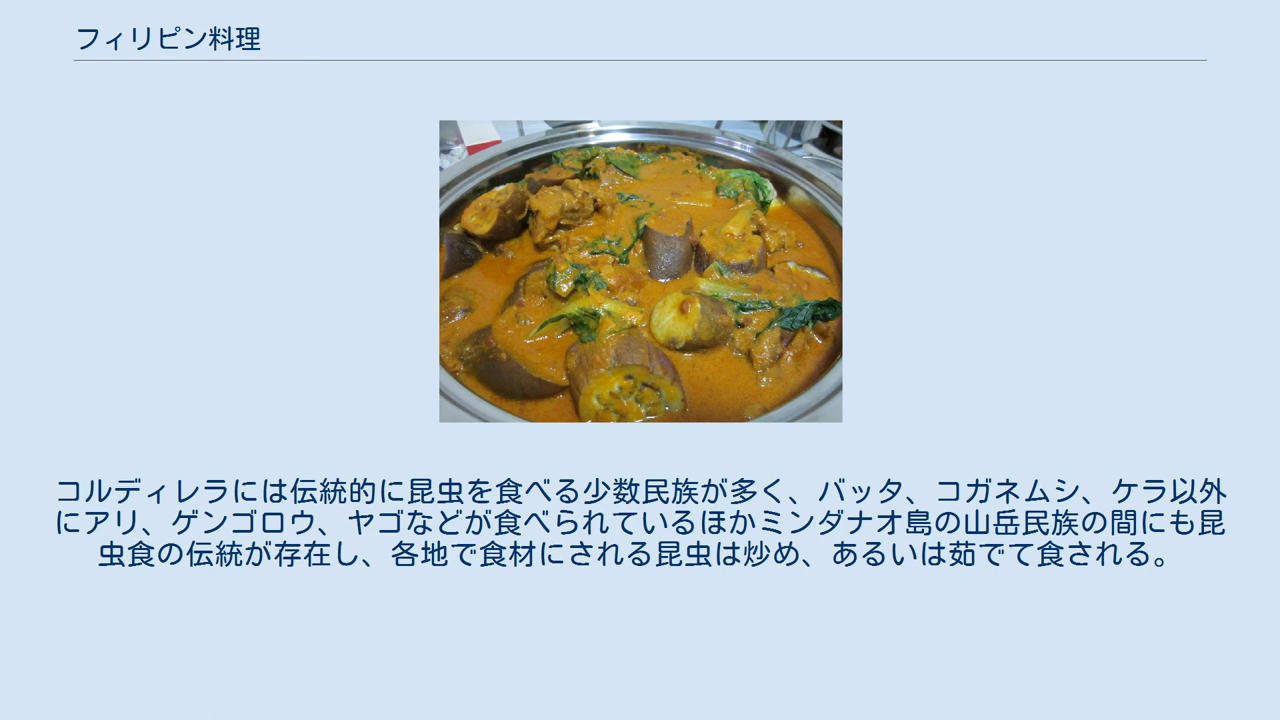 フィリピン料理
コルディレラには伝統的に昆虫を食べる少数民族が多く、バッタ、コガネムシ、ケラ以外
にアリ、ゲンゴロウ、ヤゴなどが食べられているほかミンダナオ島の山岳民族の間にも昆
虫食の伝統が存在し、各地で食材にされる昆虫は炒め、あるいは茹でて食される。